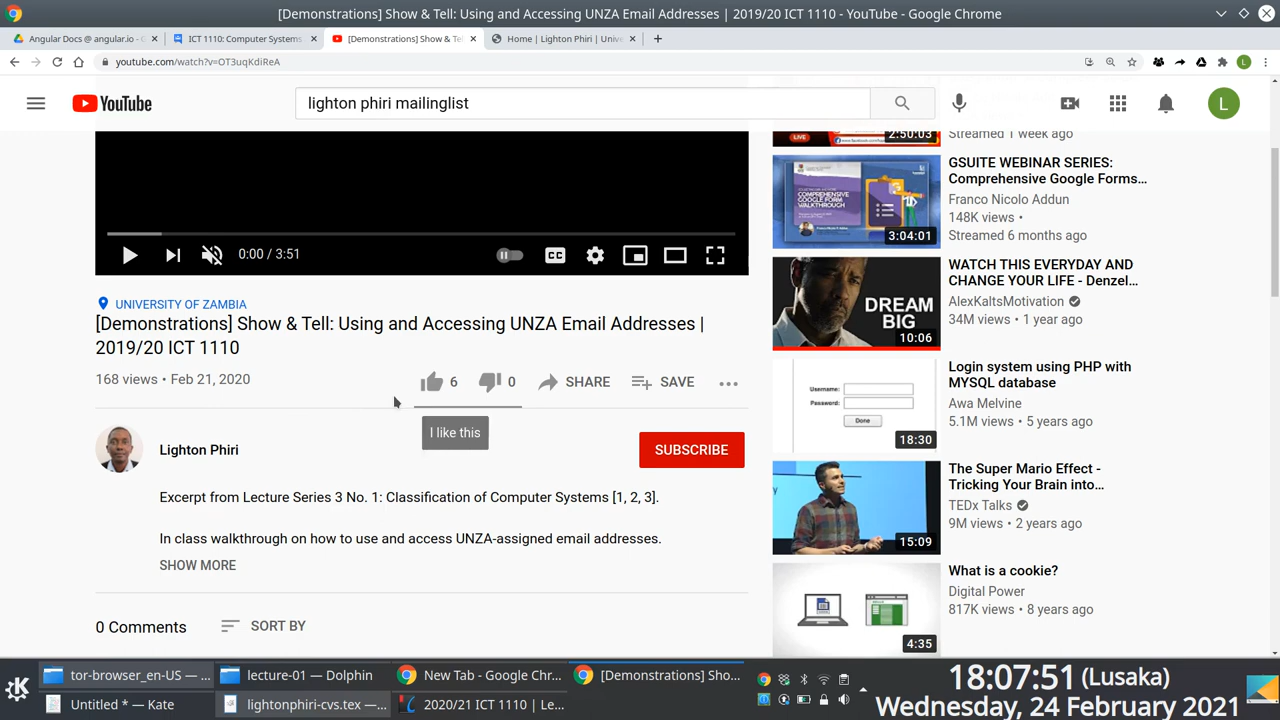 [Demonstrations] Show & Tell: Using and Accessing UNZA Email Addresses | 2019/20 ICT 1110 - YouTube - Google Chrome
Angular Docs @ angular.io - G
ICT 1110: Computer Systems
[Demonstrations] Show & Tel
Home | Lighton Phiri | Unive
youtube.com/watch?v=OT3uqKdiReA
L
YouTube
lighton phiri mailinglist
L
0:00 / 3:51
CC
UNIVERSITY OF ZAMBIA
[Demonstrations] Show & Tell: Using and Accessing UNZA Email Addresses |
2019/20 ICT 1110
168 views • Feb 21, 2020
6
0
SHARE
SAVE
I like this
Lighton Phiri
SUBSCRIBE
Excerpt from Lecture Series 3 No. 1: Classification of Computer Systems [1, 2, 3].
In class walkthrough on how to use and access UNZA-assigned email addresses.
SHOW MORE
0 Comments
SORT BY
LIVE
2:50:03
Streamed 1 week ago
COMPREHENSIVE
GOOGLE FORM
WALKTHROUGH
3:04:01
GSUITE WEBINAR SERIES:
Comprehensive Google Forms...
Franco Nicolo Addun
148K views •
Streamed 6 months ago
DREAM
BIG
10:06
WATCH THIS EVERYDAY AND
CHANGE YOUR LIFE - Denzel...
AlexKaltsMotivation
34M views • 1 year ago
Username:
Password:
Done
18:30
Login system using PHP with
MYSQL database
Awa Melvine
5.1M views • 5 years ago
15:09
The Super Mario Effect -
Tricking Your Brain into...
TEDx Talks
9M views • 2 years ago
4:35
What is a cookie?
Digital Power
817K views • 8 years ago
tor-browser_en-US — ...
lecture-01 — Dolphin
New Tab - Google Chr...
[Demonstrations] Sho...
Untitled * — Kate
lightonphiri-cvs.tex —...
2020/21 ICT 1110 | Le...
18:07:51 (Lusaka)
Wednesday, 24 February 2021